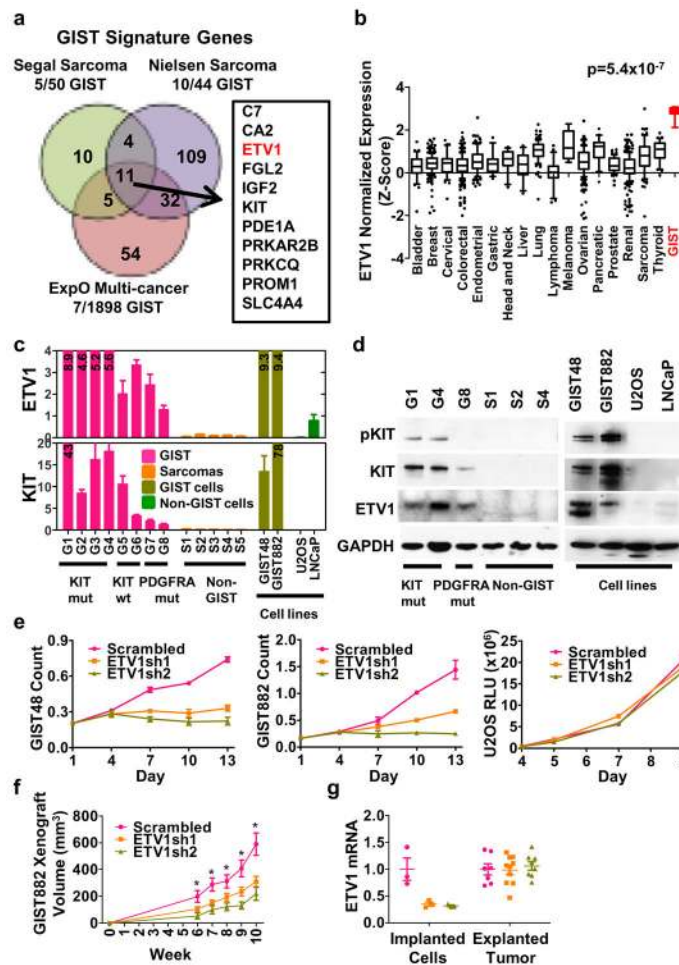 a
GIST Signature Genes
Segal Sarcoma
5/50 GIST
Nielsen Sarcoma
10/44 GIST
10
4
109
11
5
32
54
ExpO Multi-cancer
7/1898 GIST
C7
CA2
ETV1
FGL2
IGF2
KIT
PDE1A
PRKAR2B
PRKCQ
PROM1
SLC4A4
b
p=5.4x10-7
ETV1 Normalized Expression
(Z-Score)
4
2
0
-4
Bladder
Breast
Cervical
Colorectal
Endometrial
Gastric
Head and Neck
Liver
Lung
Lymphoma
Melanoma
Ovarian
Pancreatic
Prostate
Renal
Sarcoma
Thyroid
GIST
c
ETV1
4
3
2
1
0
8.9
4.6
5.2
5.6
9.3
9.4
KIT
20
15
10
5
0
43
78
GIST
Sarcomas
GIST cells
Non-GIST cells
G1
G2
G3
G4
G5
G6
G7
G8
S1
S2
S3
S4
S5
GIST48
GIST882
U2OS
LNCaP
KIT
mut
KIT
wt
PDGFRA
mut
Non-
GIST
Cell lines
d
G1
G4
G8
S1
S2
S4
GIST48
GIST882
U2OS
LNCaP
pKIT
KIT
ETV1
GAPDH
KIT
mut
PDGFRA
mut
Non-GIST
Cell lines
e
GIST48 Count
0.9
0.6
0.3
0.0
Scrambled
ETV1sh1
ETV1sh2
1 4 7 10 13
Day
GIST882 Count
2.0
1.5
1.0
0.5
0.0
Scrambled
ETV1sh1
ETV1sh2
1 4 7 10 13
Day
U2OS RLU (x106)
20
15
10
5
0
Scrambled
ETV1sh1
ETV1sh2
4 5 7
Day
f
GIST882 Xenograft
Volume (mm3)
800
600
400
200
0
Scrambled
ETV1sh1
ETV1sh2
* * * * *
0 1 2 3 4 5 6 7 8 9 10
Week
g
ETV1 mRNA
2.0
1.5
1.0
0.5
0.0
Implanted
Cells
Explanted
Tumor